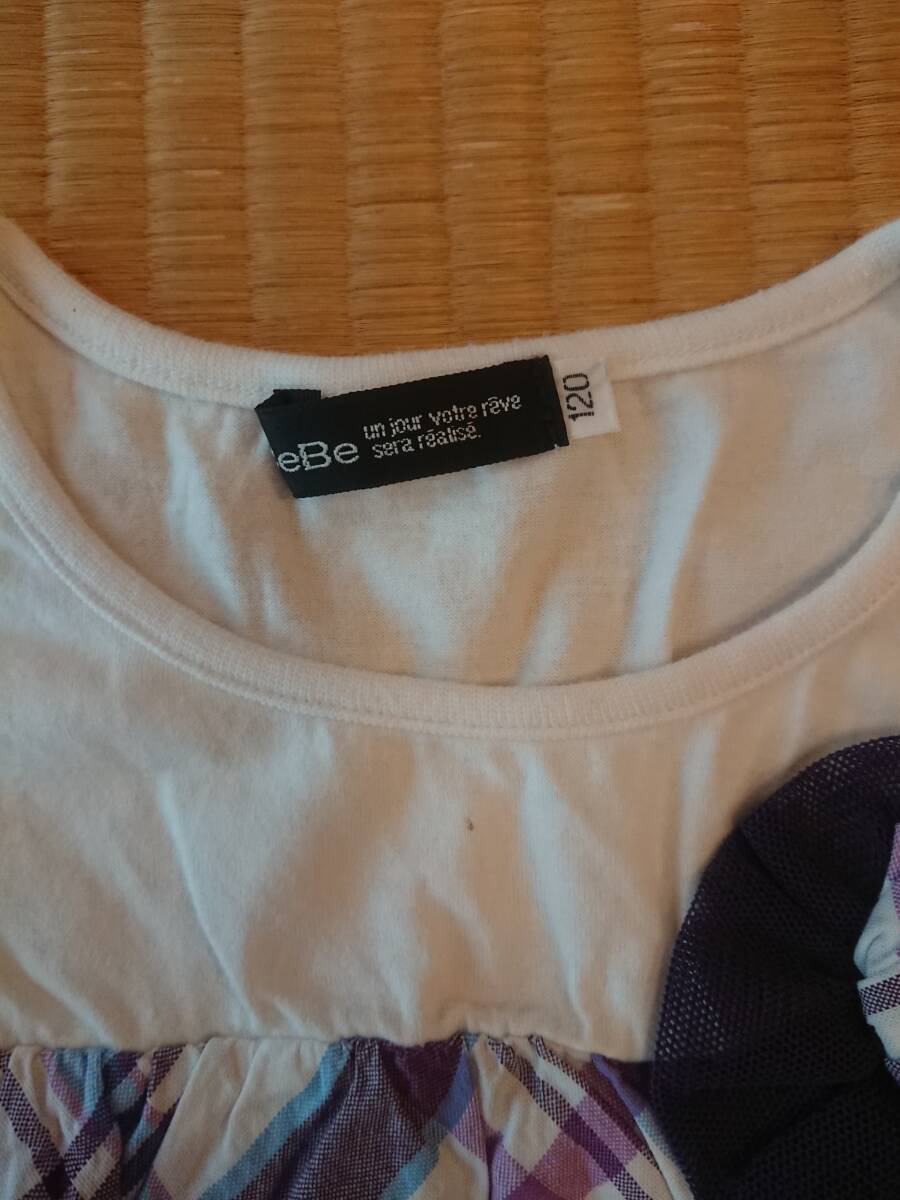 eBe
un jour votre rêve
sera réalisé.
120